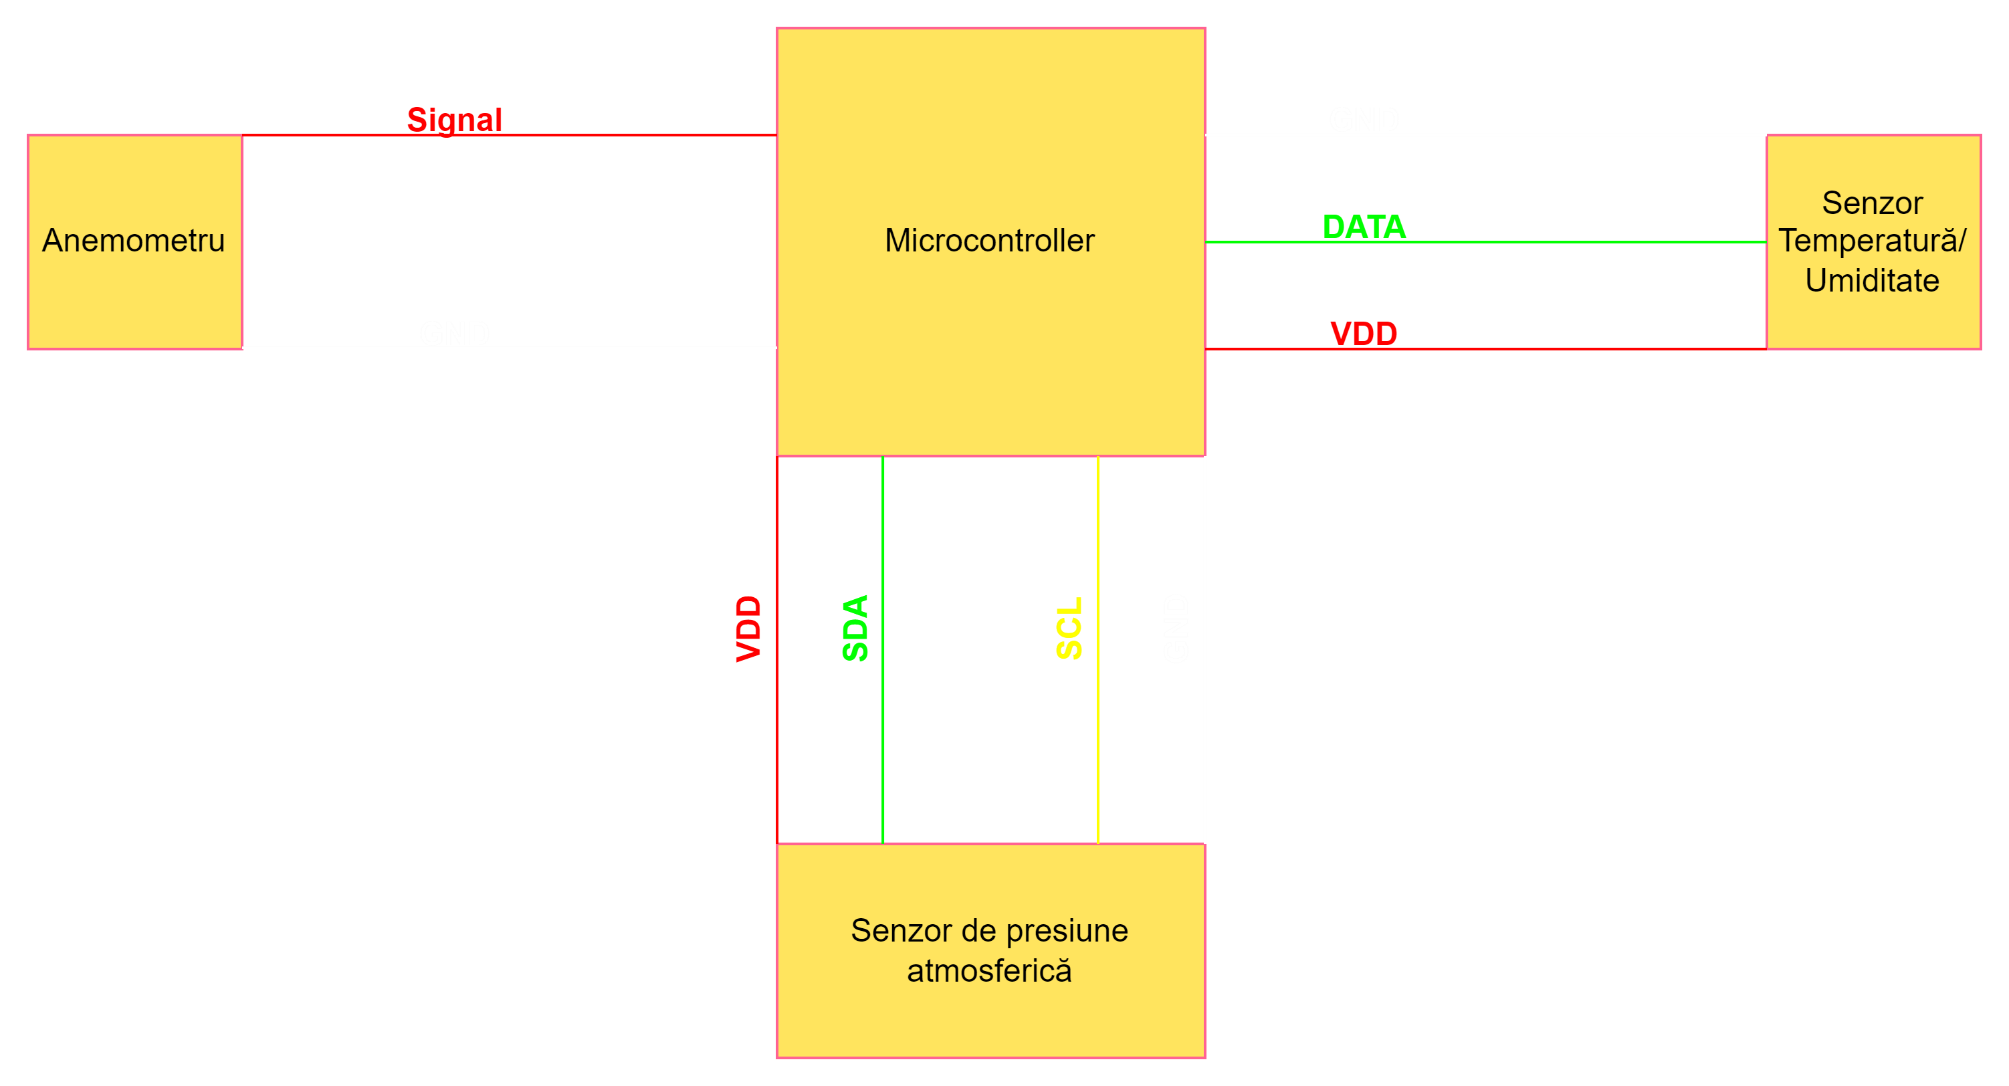 Signal
Anemometru
Microcontroller
DATA
VDD
Senzor
Temperatură/
Umiditate
VDD
SDA
SCL
Senzor de presiune
atmosferică